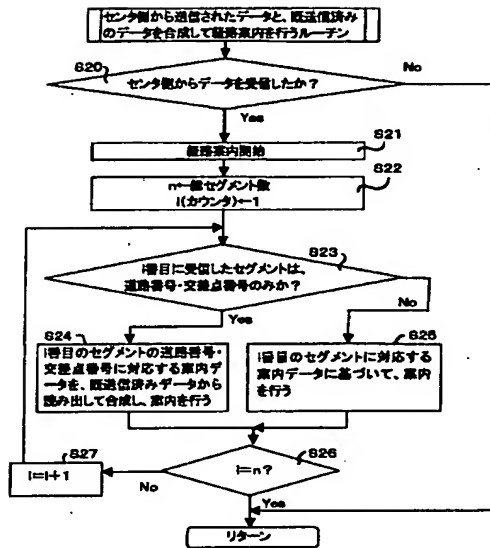 センタ側から送信されたデータと、既送信済み
のデータを合成して経路案内を行うルーチン
S20
センタ側からデータを受信したか?
No
Yes
S21
経路案内開始
S22
n←総セグメント数
i(カウンタ)←1
S23
i番目に受信したセグメントは、
道路番号・交差点番号のみか?
No
Yes
S24
i番目のセグメントの道路番号・
交差点番号に対応する案内デ
ータを、既送信済みデータから
読み出して合成し、案内を行う
S25
i番目のセグメントに対応する
案内データに基づいて、案内
を行う
S27
i=i+1
S26
i=n?
No
Yes
リターン